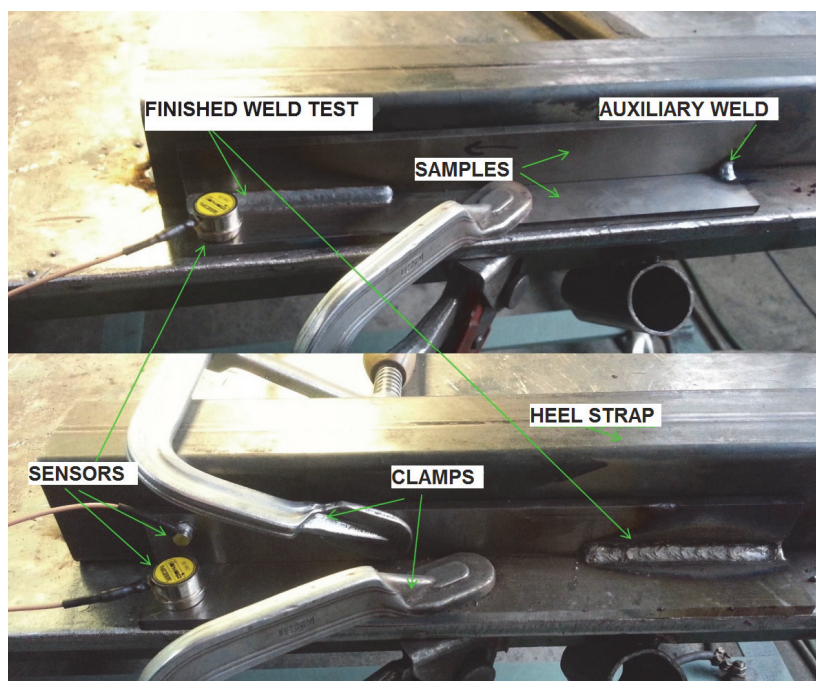 FINISHED WELD TEST
AUXILIARY WELD
SAMPLES
HEEL STRAP
SENSORS
CLAMPS